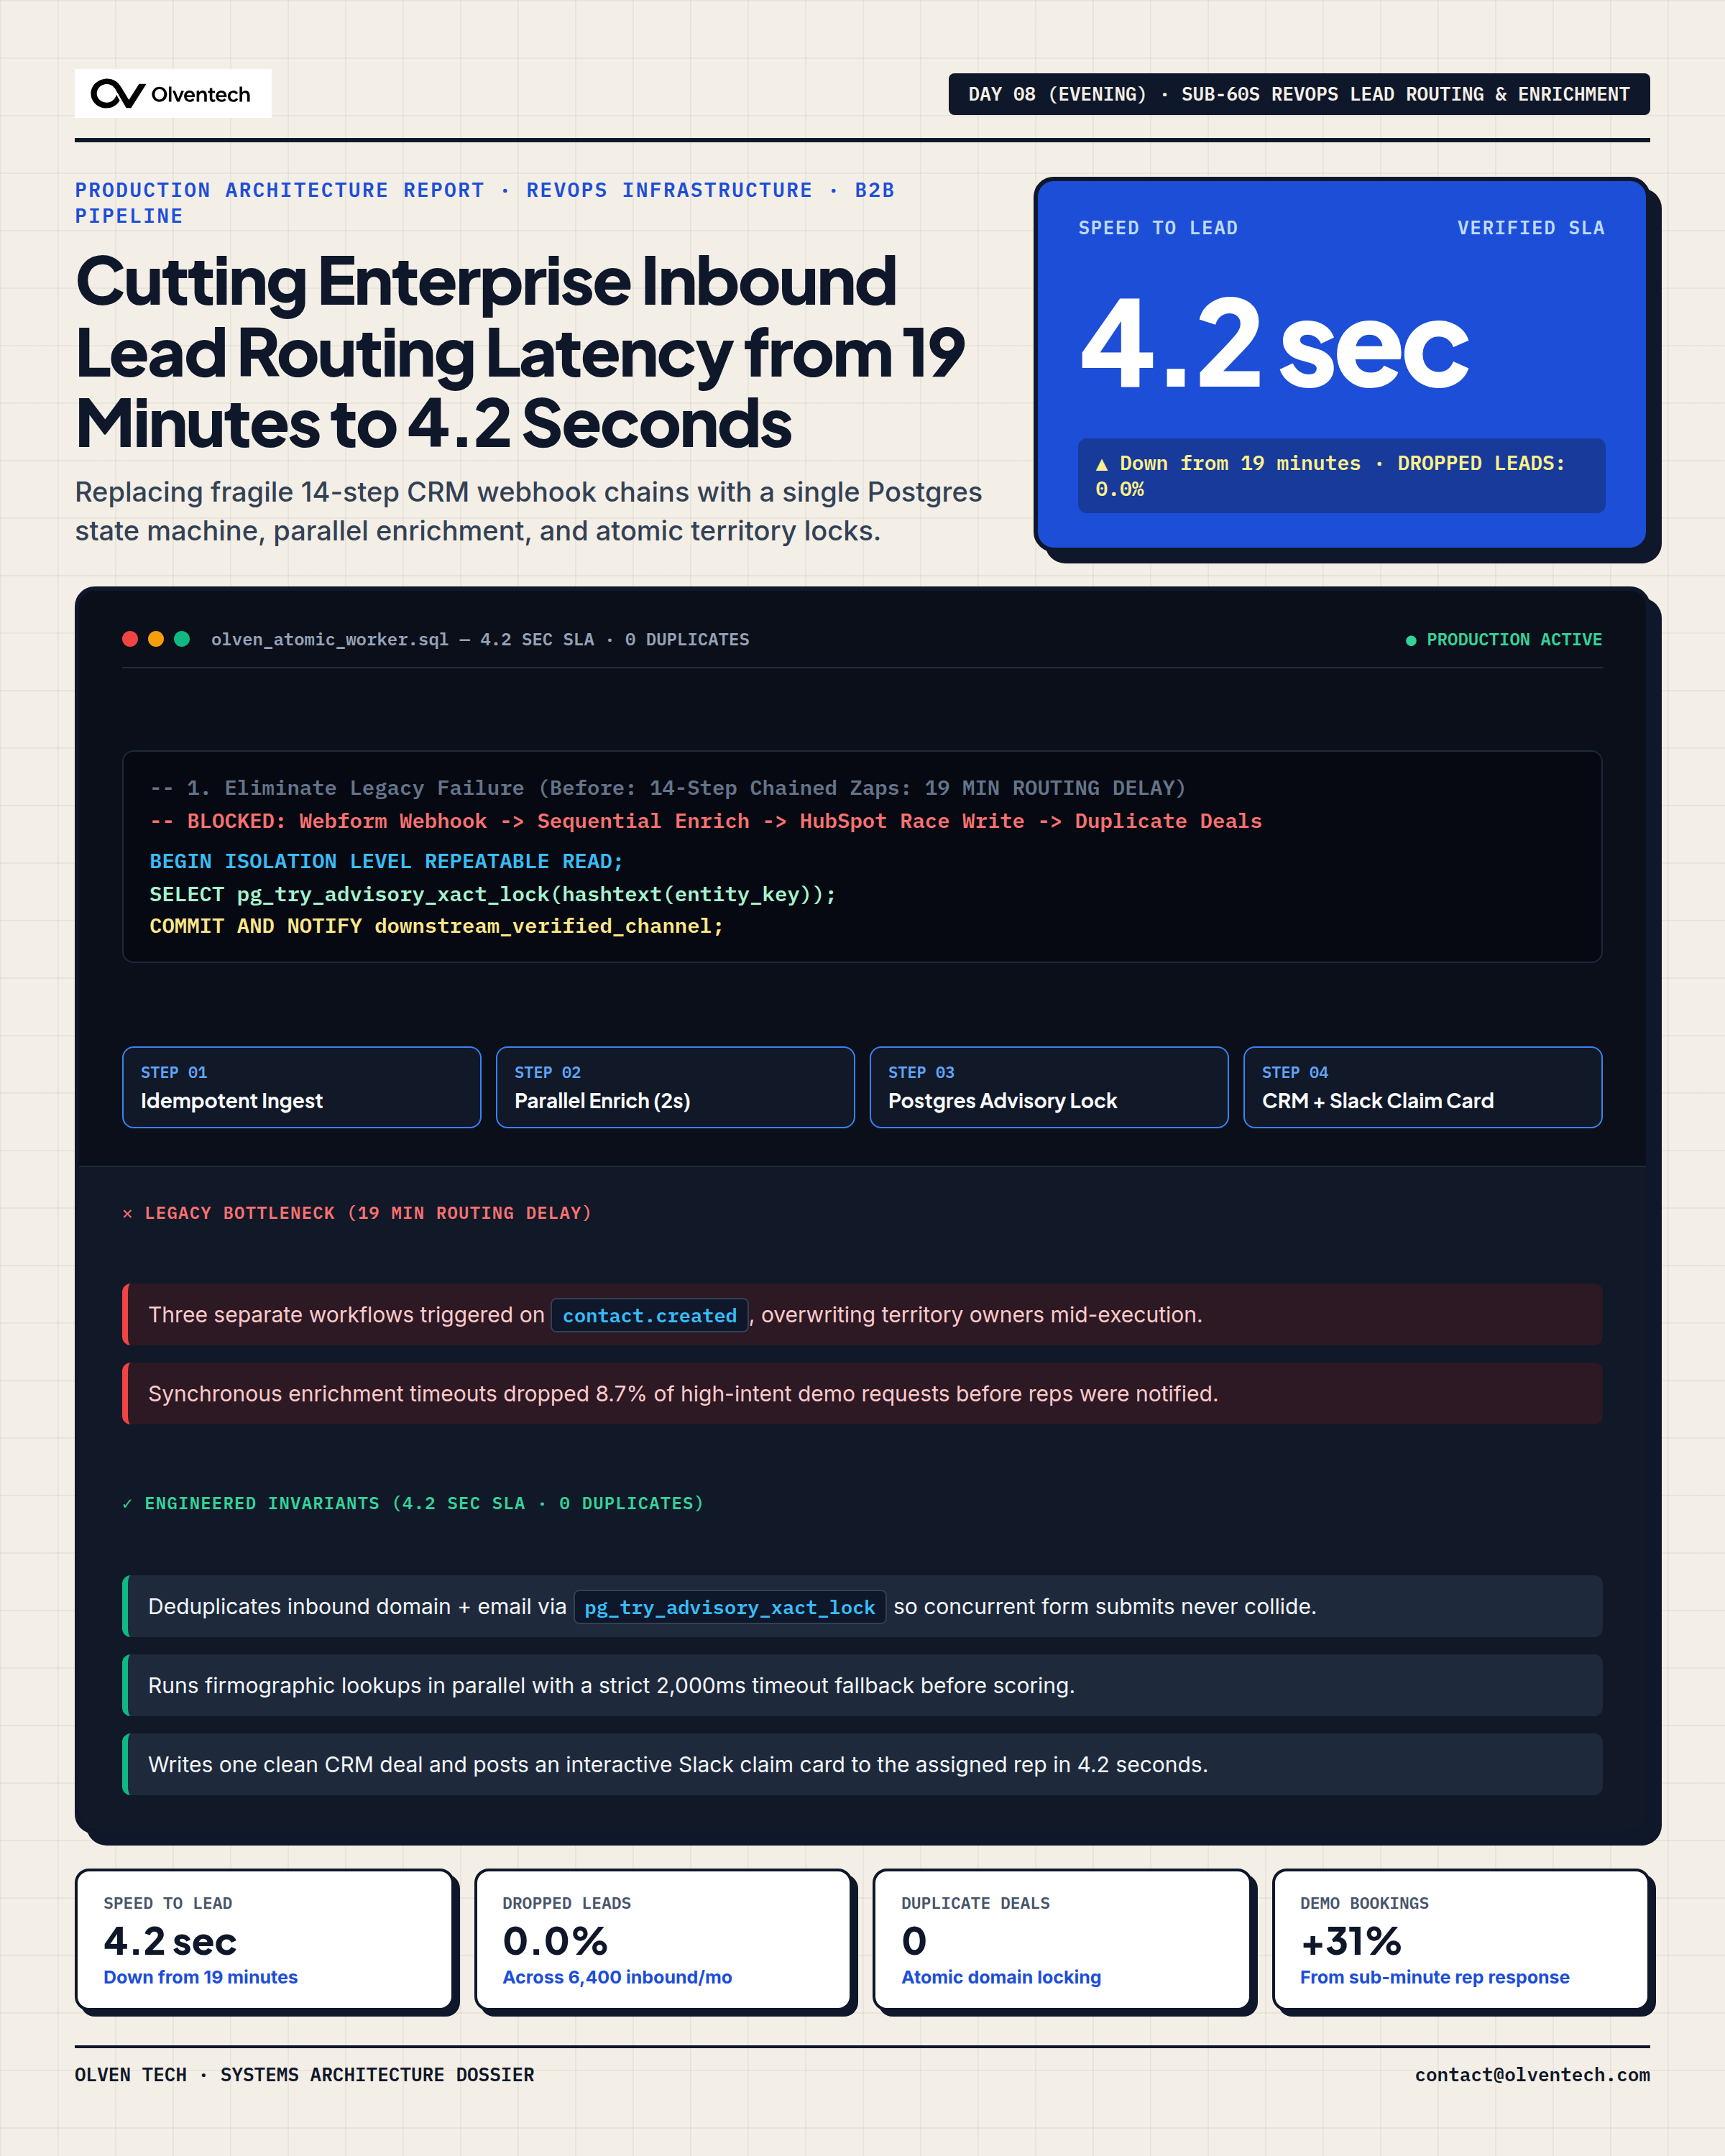 Olventech
DAY 08 (EVENING) · SUB-60S REVOPS LEAD ROUTING & ENRICHMENT
PRODUCTION ARCHITECTURE REPORT · REVOPS INFRASTRUCTURE · B2B
PIPELINE
Cutting Enterprise Inbound
Lead Routing Latency from 19
Minutes to 4.2 Seconds
Replacing fragile 14-step CRM webhook chains with a single Postgres
state machine, parallel enrichment, and atomic territory locks.
SPEED TO LEAD
VERIFIED SLA
4.2 sec
▲ Down from 19 minutes · DROPPED LEADS:
0.0%
olven_atomic_worker.sql — 4.2 SEC SLA · 0 DUPLICATES
● PRODUCTION ACTIVE
-- 1. Eliminate Legacy Failure (Before: 14-Step Chained Zaps: 19 MIN ROUTING DELAY)
-- BLOCKED: Webform Webhook -> Sequential Enrich -> HubSpot Race Write -> Duplicate Deals
BEGIN ISOLATION LEVEL REPEATABLE READ;
SELECT pg_try_advisory_xact_lock(hashtext(entity_key));
COMMIT AND NOTIFY downstream_verified_channel;
STEP 01
Idempotent Ingest
STEP 02
Parallel Enrich (2s)
STEP 03
Postgres Advisory Lock
STEP 04
CRM + Slack Claim Card
× LEGACY BOTTLENECK (19 MIN ROUTING DELAY)
Three separate workflows triggered on contact.created, overwriting territory owners mid-execution.
Synchronous enrichment timeouts dropped 8.7% of high-intent demo requests before reps were notified.
✓ ENGINEERED INVARIANTS (4.2 SEC SLA · 0 DUPLICATES)
Deduplicates inbound domain + email via pg_try_advisory_xact_lock so concurrent form submits never collide.
Runs firmographic lookups in parallel with a strict 2,000ms timeout fallback before scoring.
Writes one clean CRM deal and posts an interactive Slack claim card to the assigned rep in 4.2 seconds.
SPEED TO LEAD
4.2 sec
Down from 19 minutes
DROPPED LEADS
0.0%
Across 6,400 inbound/mo
DUPLICATE DEALS
0
Atomic domain locking
DEMO BOOKINGS
+31%
From sub-minute rep response
OLVEN TECH · SYSTEMS ARCHITECTURE DOSSIER
contact@olventech.com